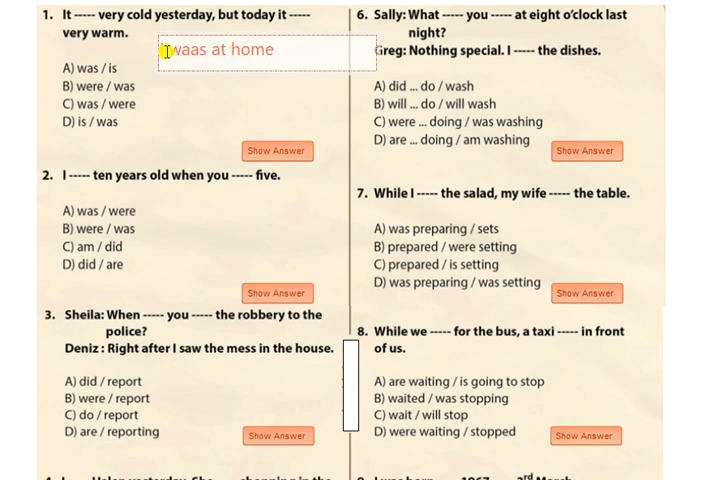 1. It ----- very cold yesterday, but today it -----
very warm.
waas at home
A) was / is
B) were / was
C) was / were
D) is / was
Show Answer
2. I ----- ten years old when you ----- five.
A) was / were
B) were / was
C) am / did
D) did / are
Show Answer
3. Sheila: When ----- you ----- the robbery to the
police?
Deniz : Right after I saw the mess in the house.
A) did / report
B) were / report
C) do / report
D) are / reporting
Show Answer
6. Sally: What ----- you ----- at eight o'clock last
night?
Greg: Nothing special. I ----- the dishes.
A) did ... do / wash
B) will ... do / will wash
C) were ... doing / was washing
D) are ... doing / am washing
Show Answer
7. While I ----- the salad, my wife ----- the table.
A) was preparing / sets
B) prepared / were setting
C) prepared / is setting
D) was preparing / was setting
Show Answer
8. While we ----- for the bus, a taxi ----- in front
of us.
A) are waiting / is going to stop
B) waited / was stopping
C) wait / will stop
D) were waiting / stopped
Show Answer